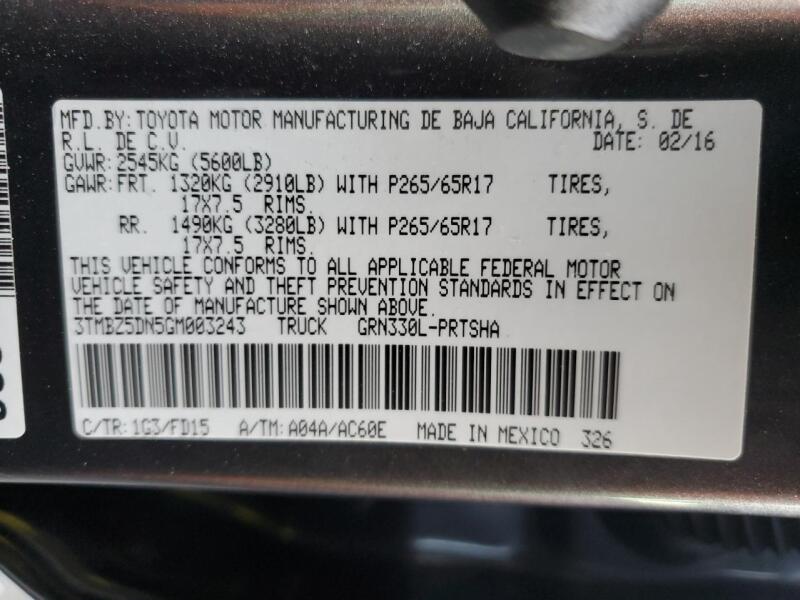 MFD.BY: TOYOTA MOTOR MANUFACTURING DE BAJA CALIFORNIA, S. DE
R.L. DE C.V. DATE: 02/16
GVWR: 2545KG (5600LB)
GAWR: FRT. 1320KG (2910LB) WITH P265/65R17 TIRES,
17X7.5 RIMS.
RR. 1490KG (3280LB) WITH P265/65R17 TIRES,
17X7.5 RIMS.
THIS VEHICLE CONFORMS TO ALL APPLICABLE FEDERAL MOTOR
VEHICLE SAFETY AND THEFT PREVENTION STANDARDS IN EFFECT ON
THE DATE OF MANUFACTURE SHOWN ABOVE.
3TMBZ5DN5GM003243 TRUCK GRN330L-PRTSHA
C/TR: 1G3/FD15 A/TM: A04A/AC60E MADE IN MEXICO 326